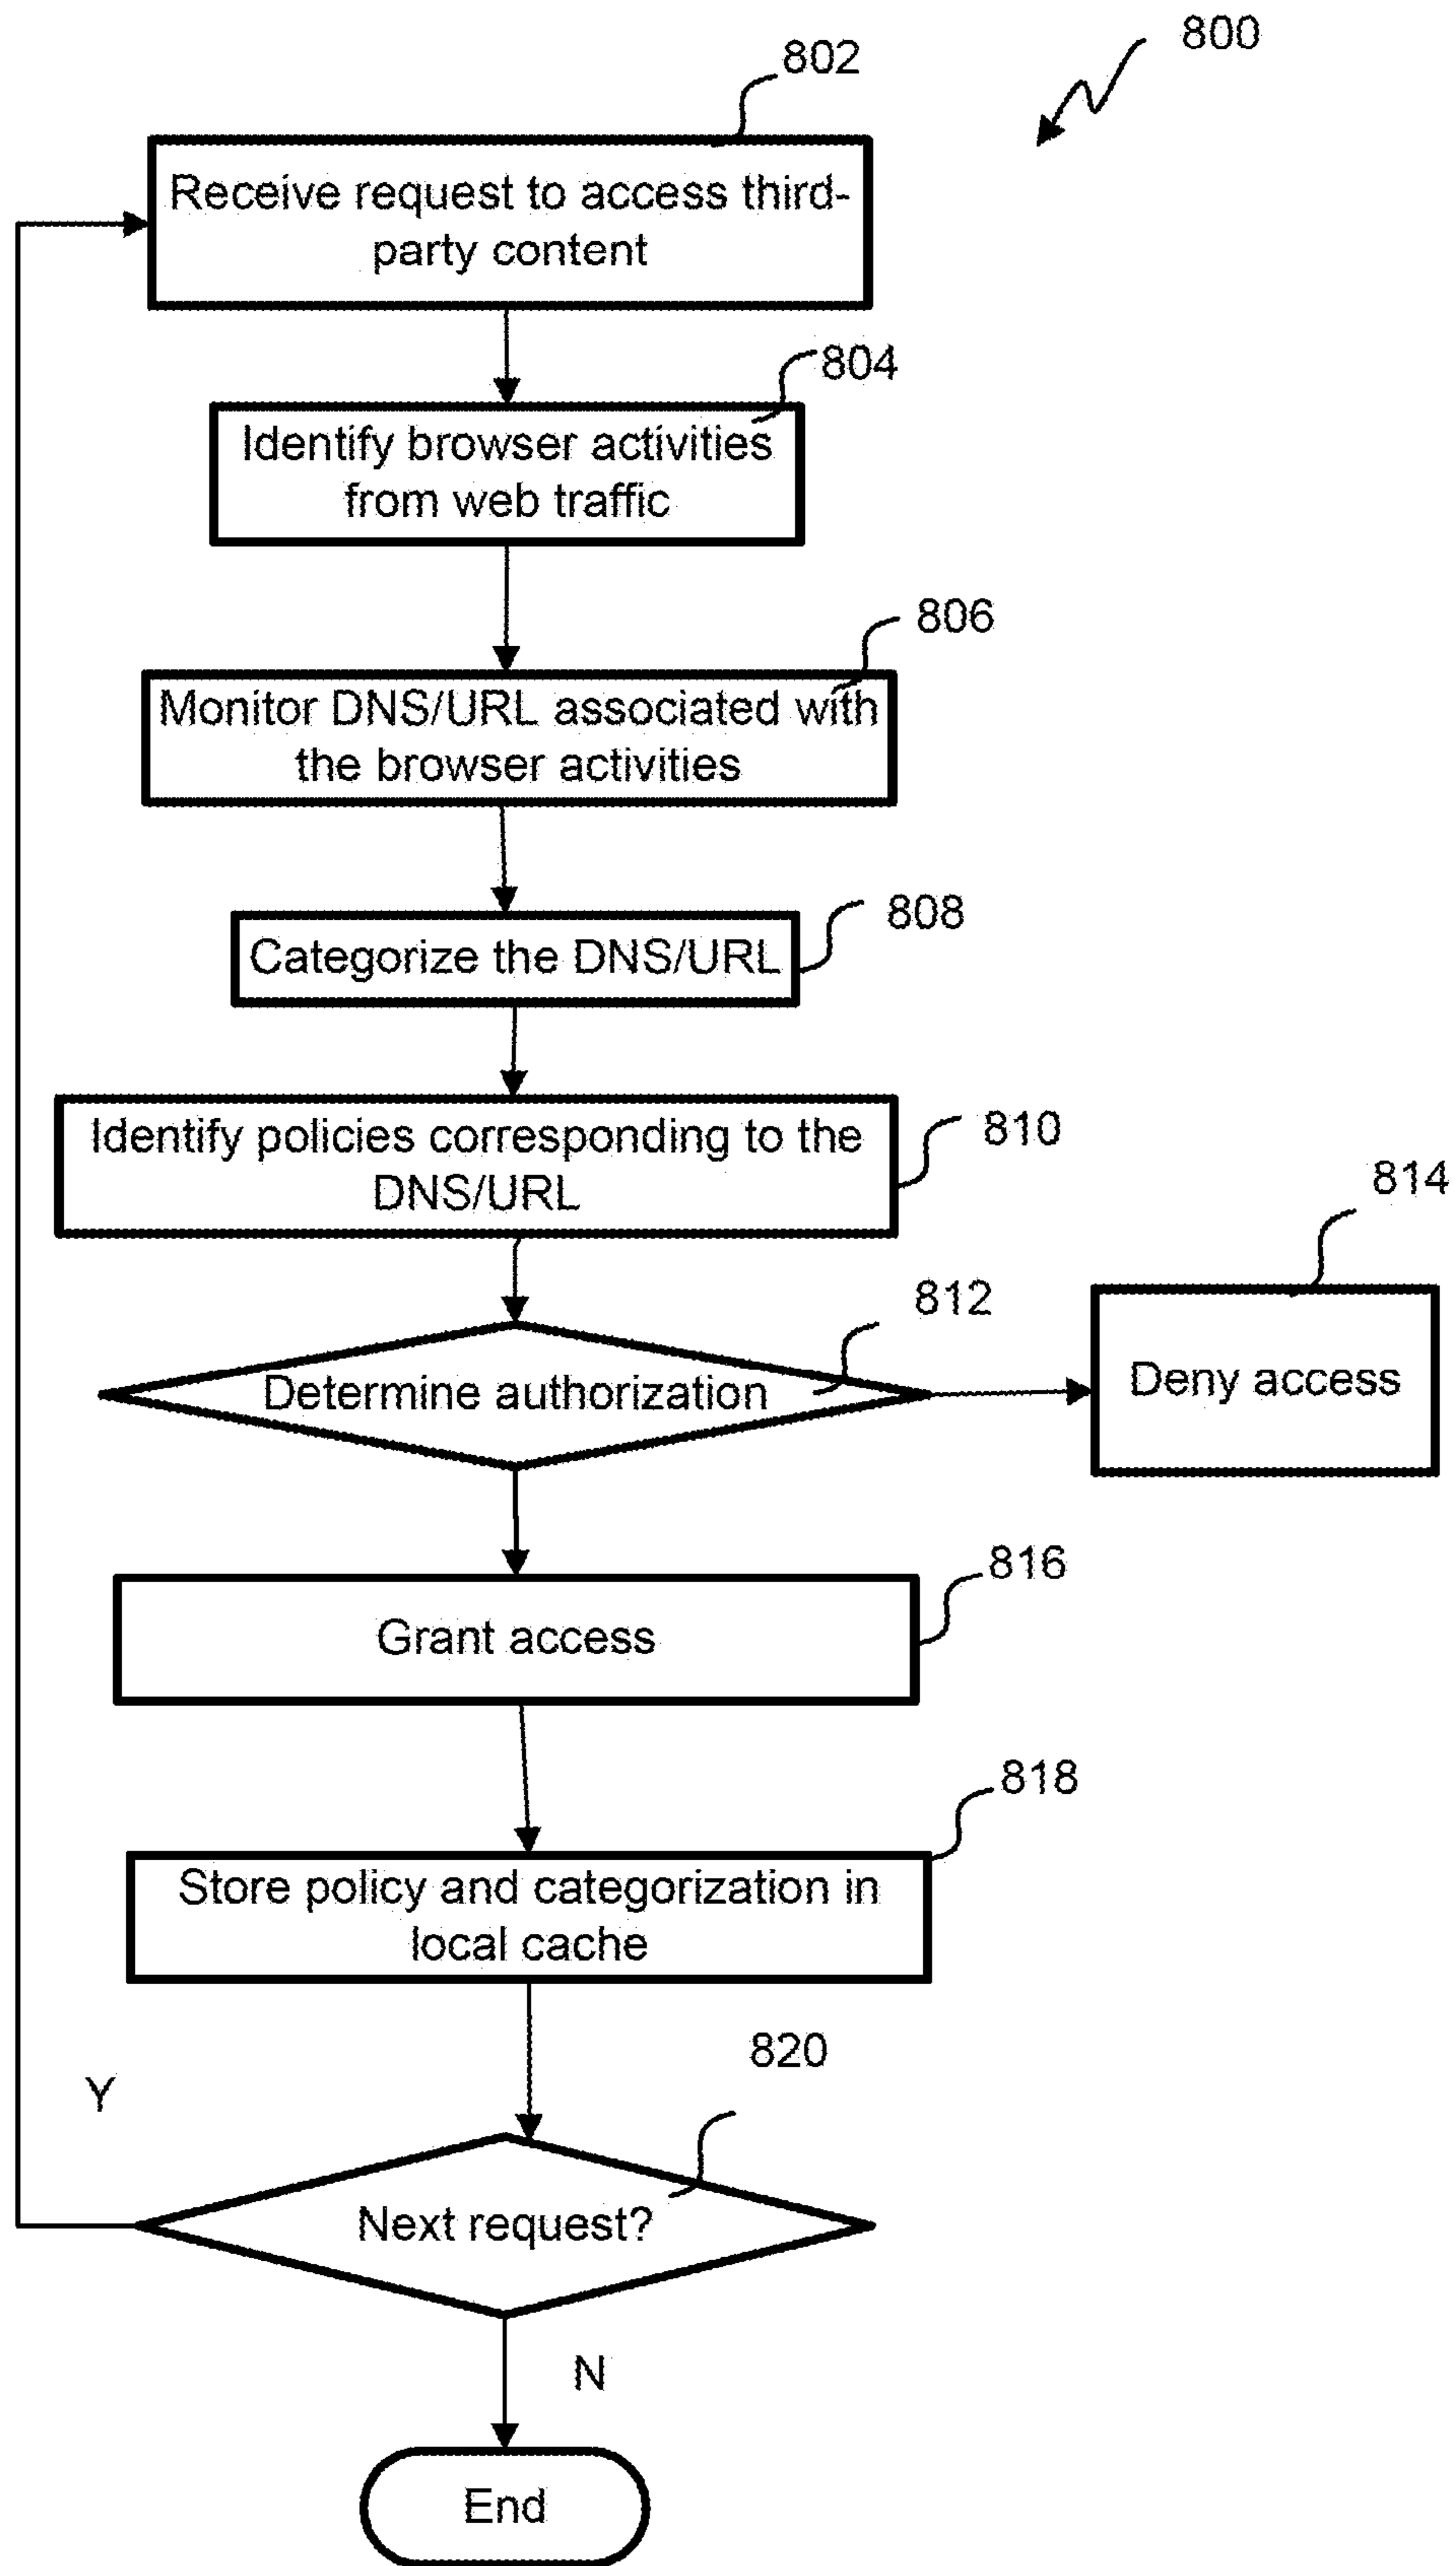 800
802
Receive request to access third-
party content
804
Identify browser activities
from web traffic
806
Monitor DNS/URL associated with
the browser activities
808
Categorize the DNS/URL
810
Identify policies corresponding to the
DNS/URL
812
814
Determine authorization
Deny access
816
Grant access
818
Store policy and categorization in
local cache
820
Y
Next request?
N
End